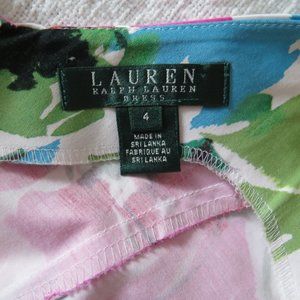 LAUREN
RALPH LAUREN
DRESS
4
MADE IN
SRI LANKA
FABRIQUE AU
SRI LANKA